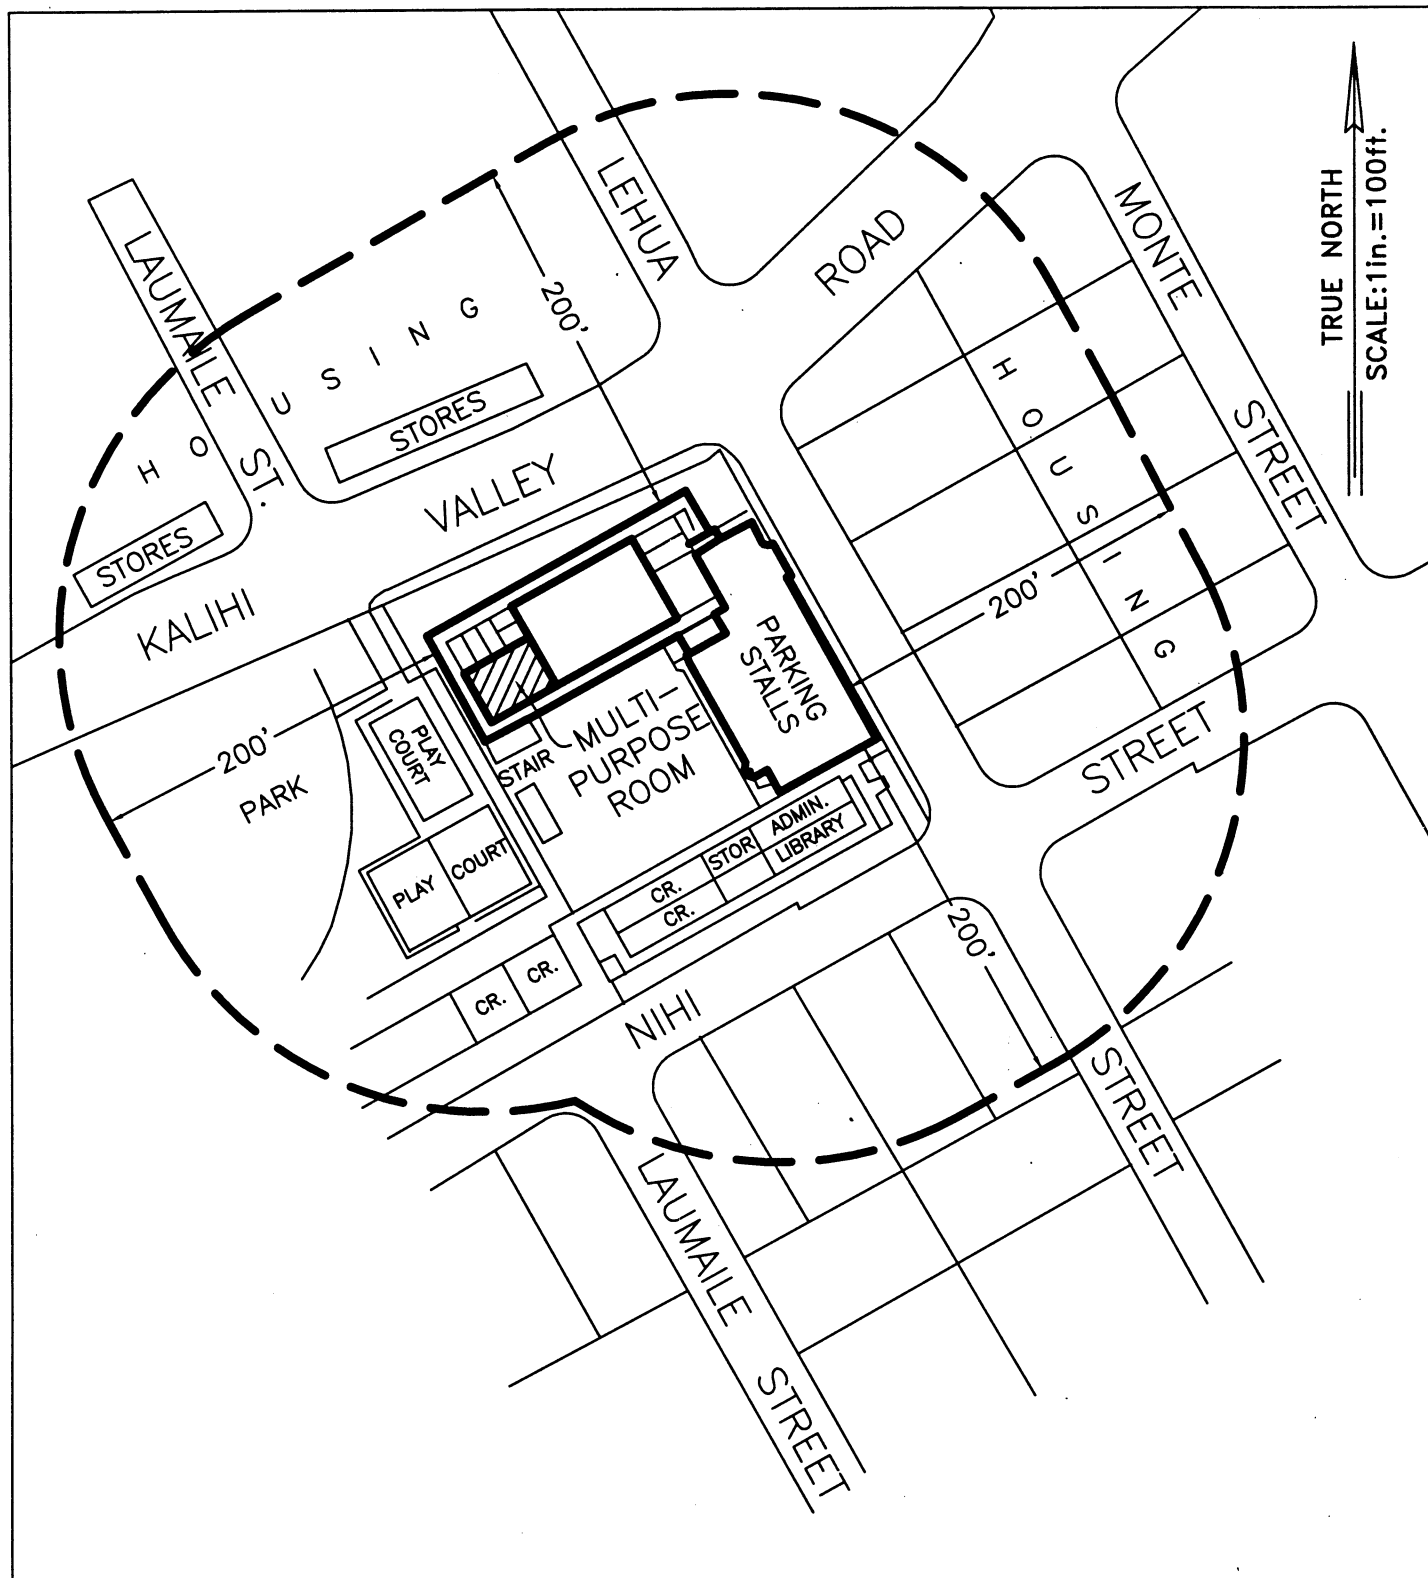 LEHUA
LAUMAILE ST.
MONTE STREET
TRUE NORTH
SCALE:1in.=100ft.
ROAD
200'
HOUSING
STORES
HOUSING
VALLEY
STORES
KALIHI
200'
PARKING
STALLS
200'
PARK
PLAY
COURT
STAIR
MULTI-
PURPOSE
ROOM
STREET
ADMIN.
LIBRARY
STOR
PLAY
COURT
CR.
CR.
CR.
CR.
200'
NIHI
STREET
LAUMAILE STREET